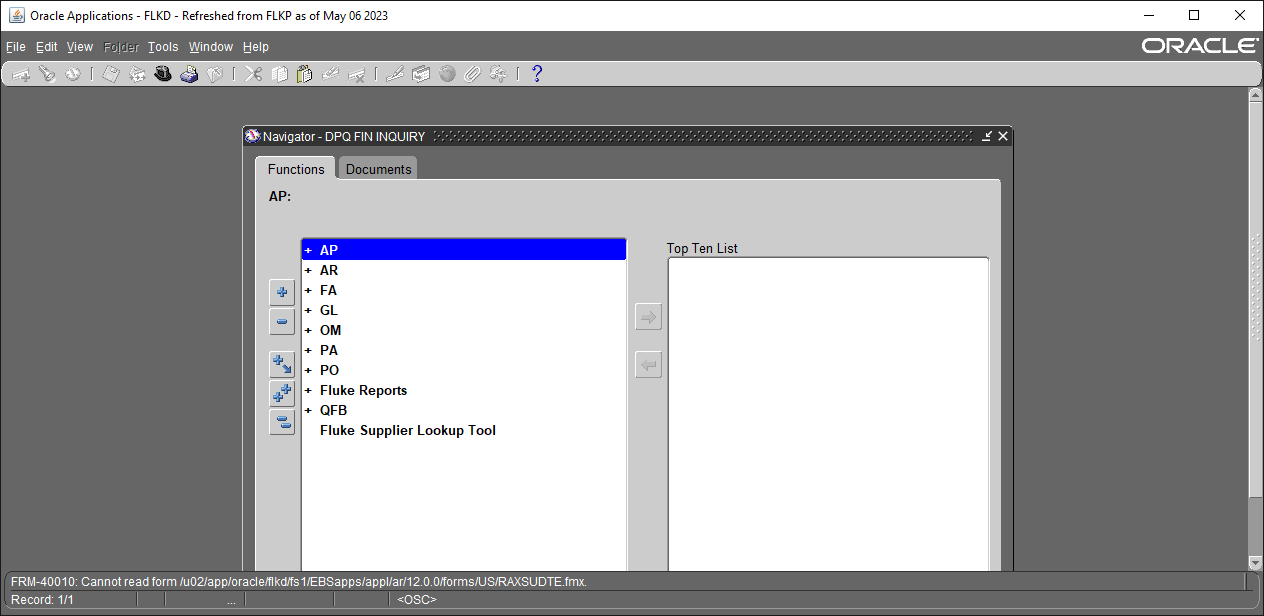 Oracle Applications - FLKD - Refreshed from FLKP as of May 06 2023
File Edit View Folder Tools Window Help
ORACLE
Navigator - DPQ FIN INQUIRY
Functions Documents
AP:
Top Ten List
+ AP
+ AR
+ FA
+ GL
+ OM
+ PA
+ PO
+ Fluke Reports
+ QFB
Fluke Supplier Lookup Tool
FRM-40010: Cannot read form /u02/app/oracle/flkd/fs1/EBSapps/appl/ar/12.0.0/forms/US/RAXSUDTE.fmx.
Record: 1/1 ... <OSC>